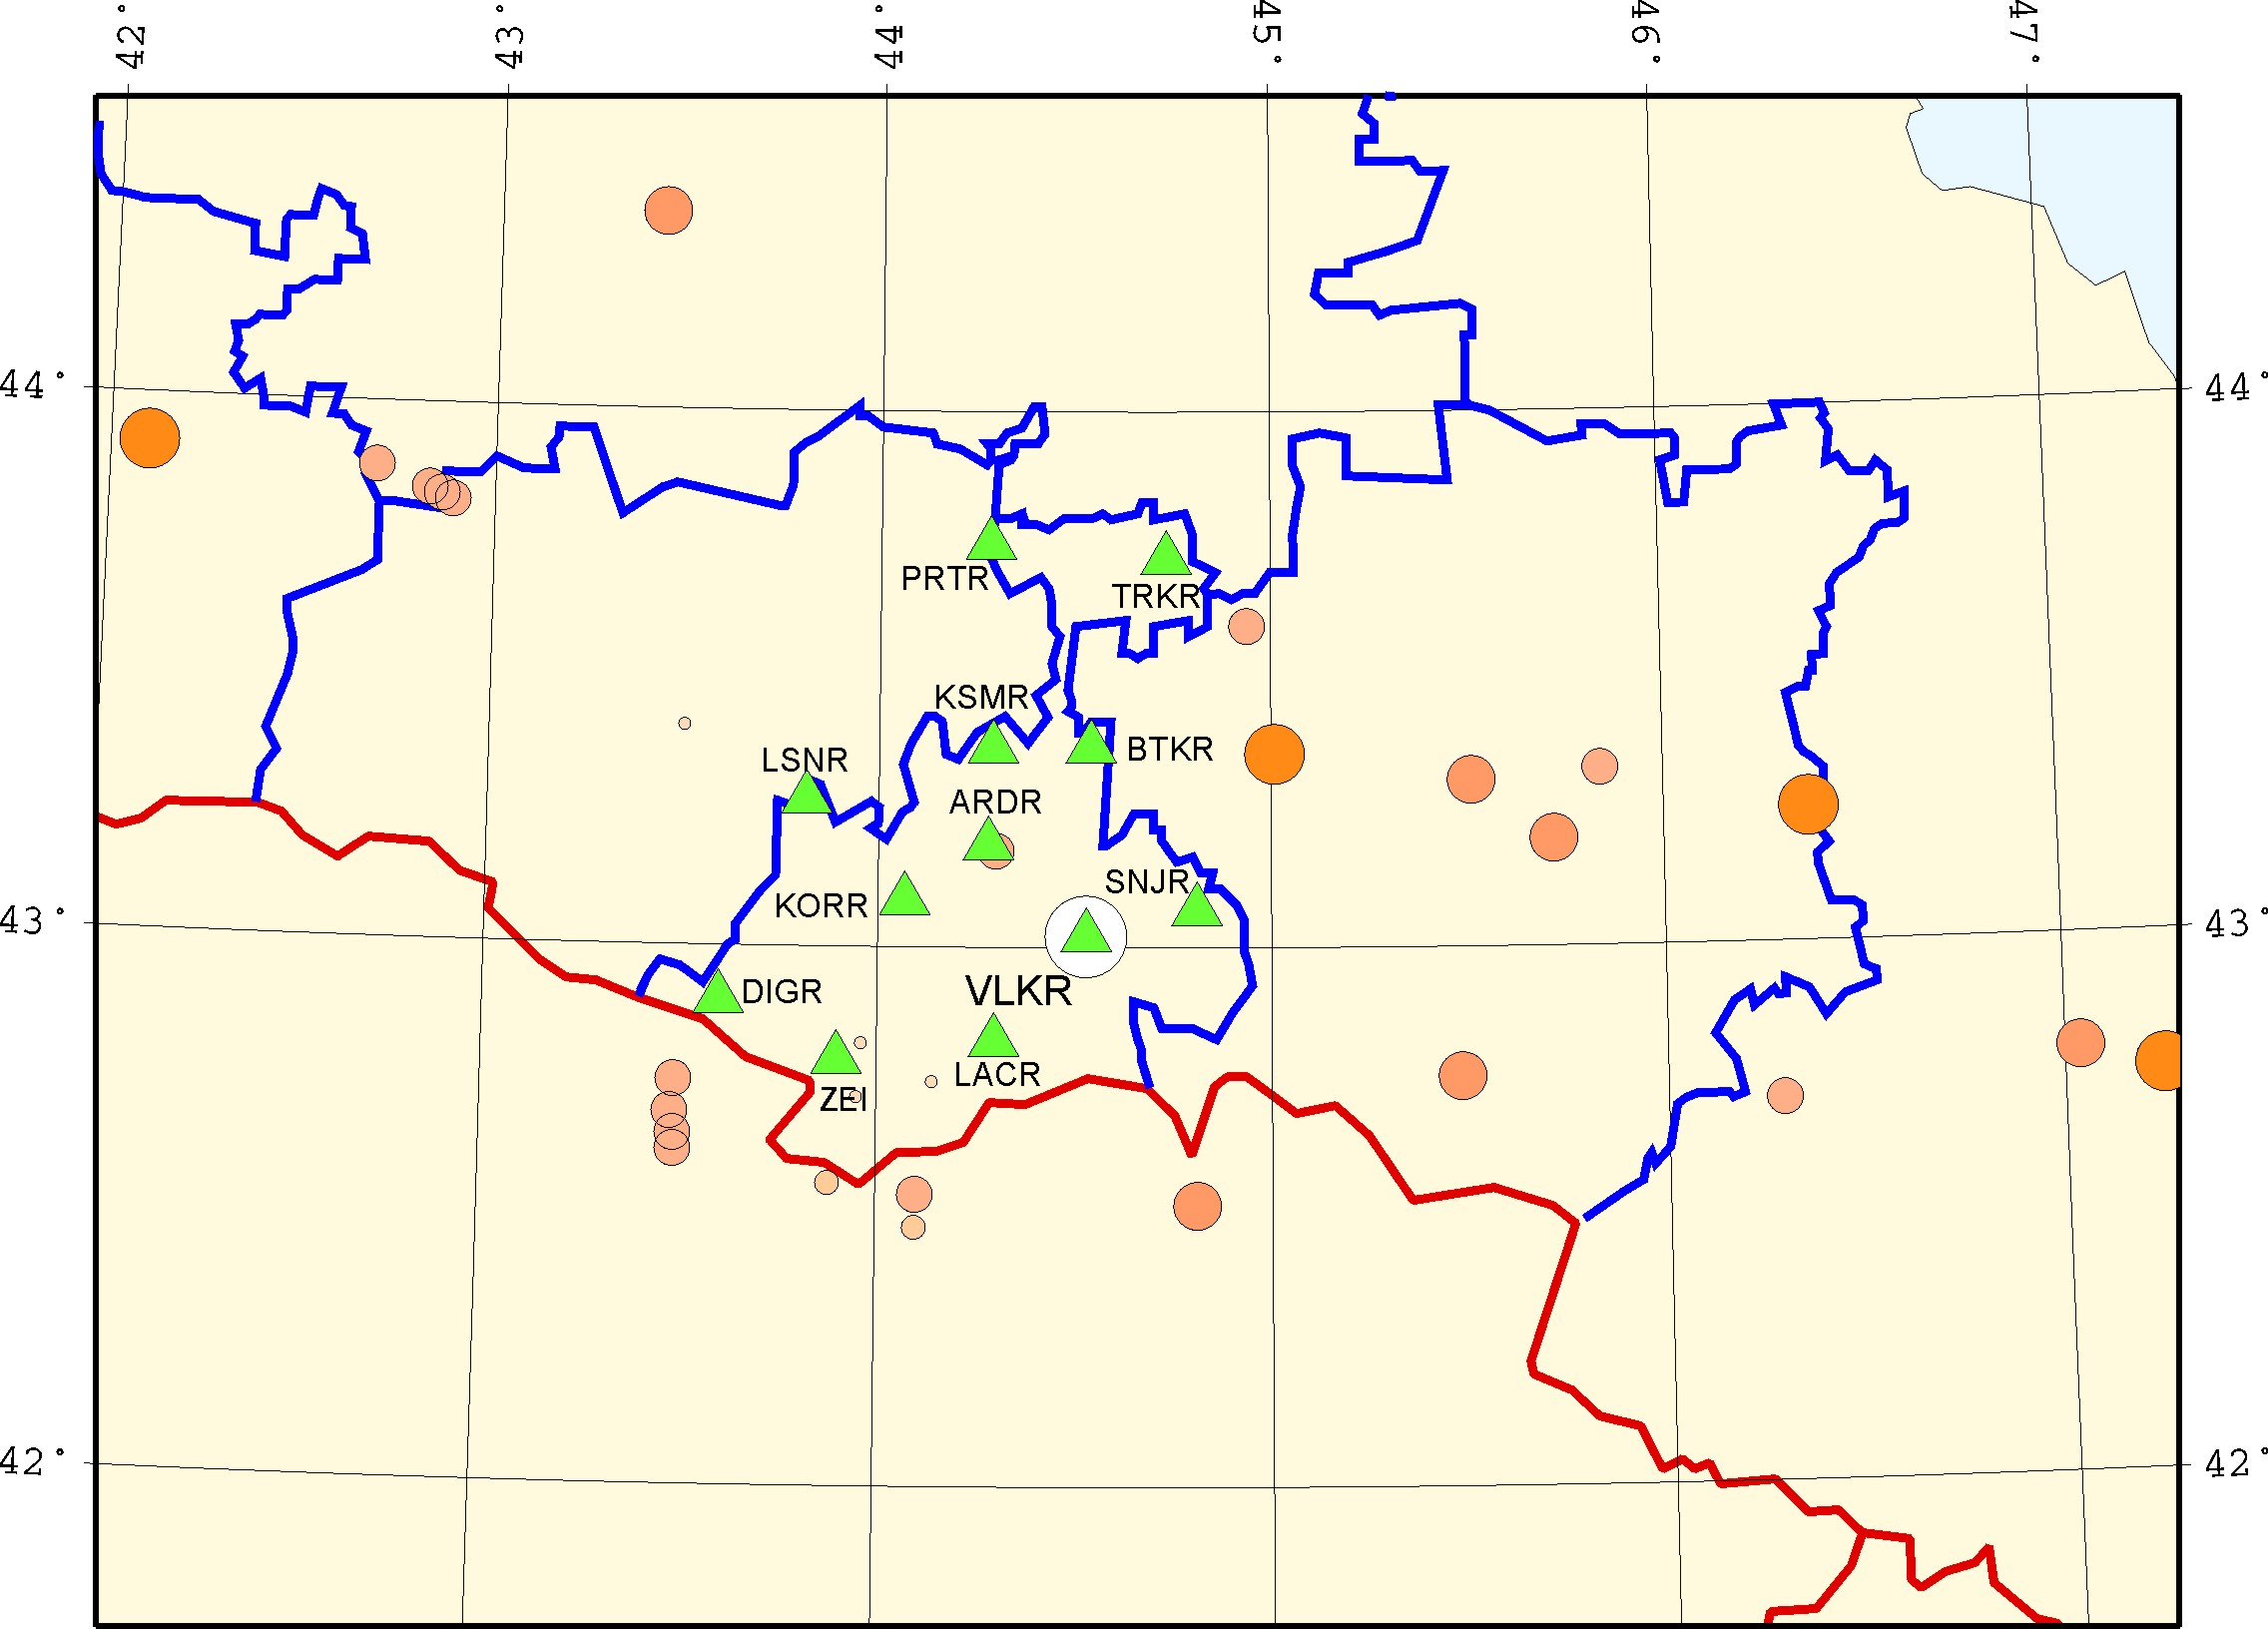 42°
43°
44°
45°
46°
47°
44°
44°
PRTR
TRKR
KSMR
BTKR
LSNR
ARDR
SNJR
KORR
43°
43°
VLKR
DIGR
LACR
ZEI
42°
42°